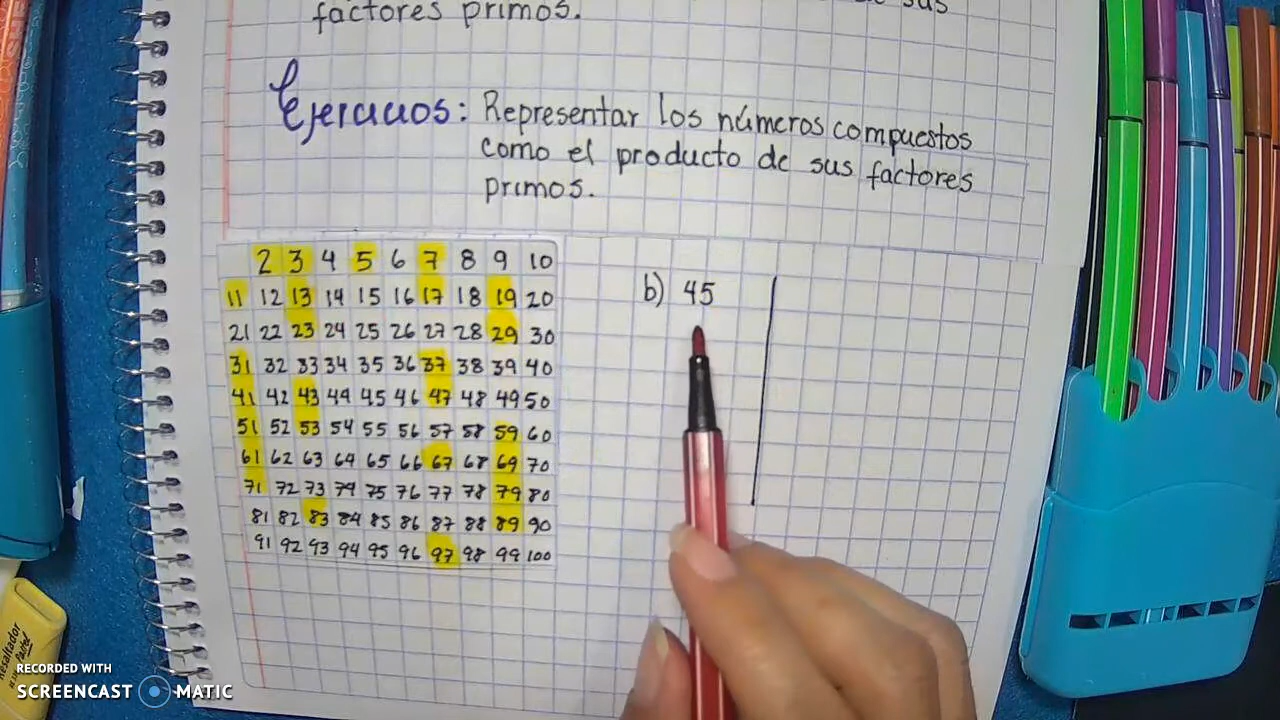 sus
factores primos.
Ejercicios: Representar los números compuestos
como el producto de sus factores
primos.
2 3 4 5 6 7 8 9 10
11 12 13 14 15 16 17 18 19 20
21 22 23 24 25 26 27 28 29 30
31 32 33 34 35 36 37 38 39 40
41 42 43 44 45 46 47 48 49 50
51 52 53 54 55 56 57 58 59 60
61 62 63 64 65 66 67 68 69 70
71 72 73 74 75 76 77 78 79 80
81 82 83 84 85 86 87 88 89 90
91 92 93 94 95 96 97 98 99 100
b) 45
Resaltador
RECORDED WITH
SCREENCAST MATIC